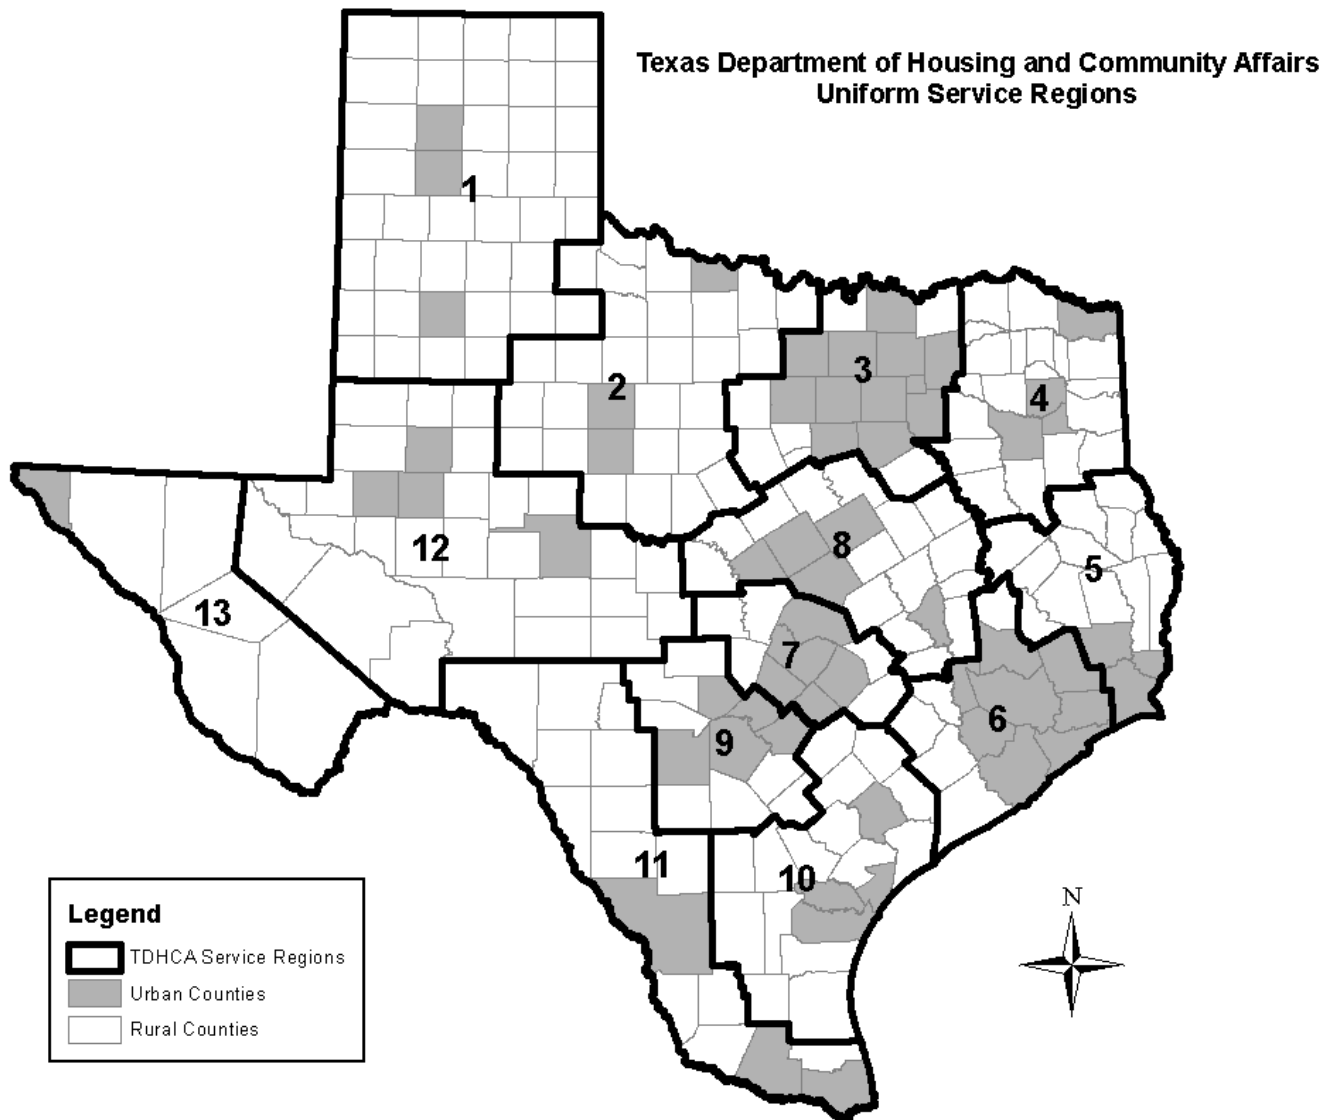 Texas Department of Housing and Community Affairs
Uniform Service Regions
1
2
3
4
12
8
5
13
7
6
9
11
10
N
Legend
TDHCA Service Regions
Urban Counties
Rural Counties